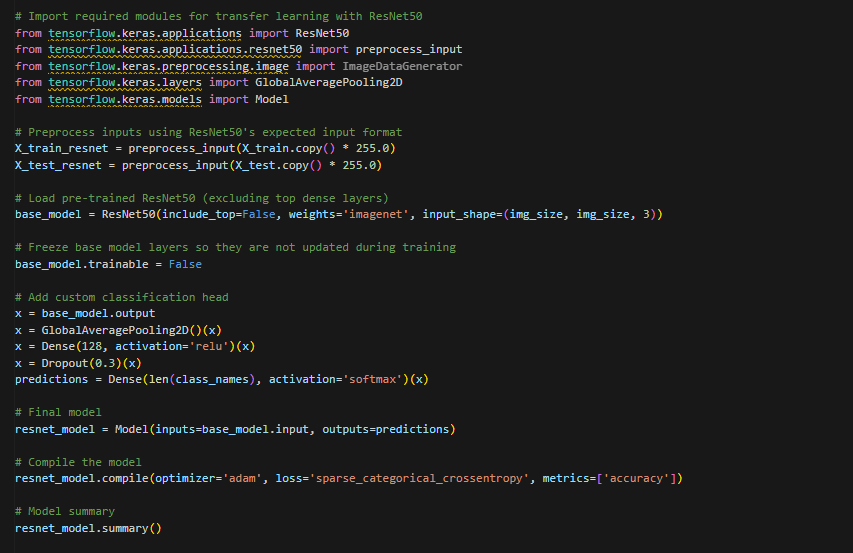 # Import required modules for transfer learning with ResNet50
from tensorflow.keras.applications import ResNet50
from tensorflow.keras.applications.resnet50 import preprocess_input
from tensorflow.keras.preprocessing.image import ImageDataGenerator
from tensorflow.keras.layers import GlobalAveragePooling2D
from tensorflow.keras.models import Model
# Preprocess inputs using ResNet50's expected input format
X_train_resnet = preprocess_input(X_train.copy() * 255.0)
X_test_resnet = preprocess_input(X_test.copy() * 255.0)
# Load pre-trained ResNet50 (excluding top dense layers)
base_model = ResNet50(include_top=False, weights='imagenet', input_shape=(img_size, img_size, 3))
# Freeze base model layers so they are not updated during training
base_model.trainable = False
# Add custom classification head
x = base_model.output
x = GlobalAveragePooling2D()(x)
x = Dense(128, activation='relu')(x)
x = Dropout(0.3)(x)
predictions = Dense(len(class_names), activation='softmax')(x)
# Final model
resnet_model = Model(inputs=base_model.input, outputs=predictions)
# Compile the model
resnet_model.compile(optimizer='adam', loss='sparse_categorical_crossentropy', metrics=['accuracy'])
# Model summary
resnet_model.summary()